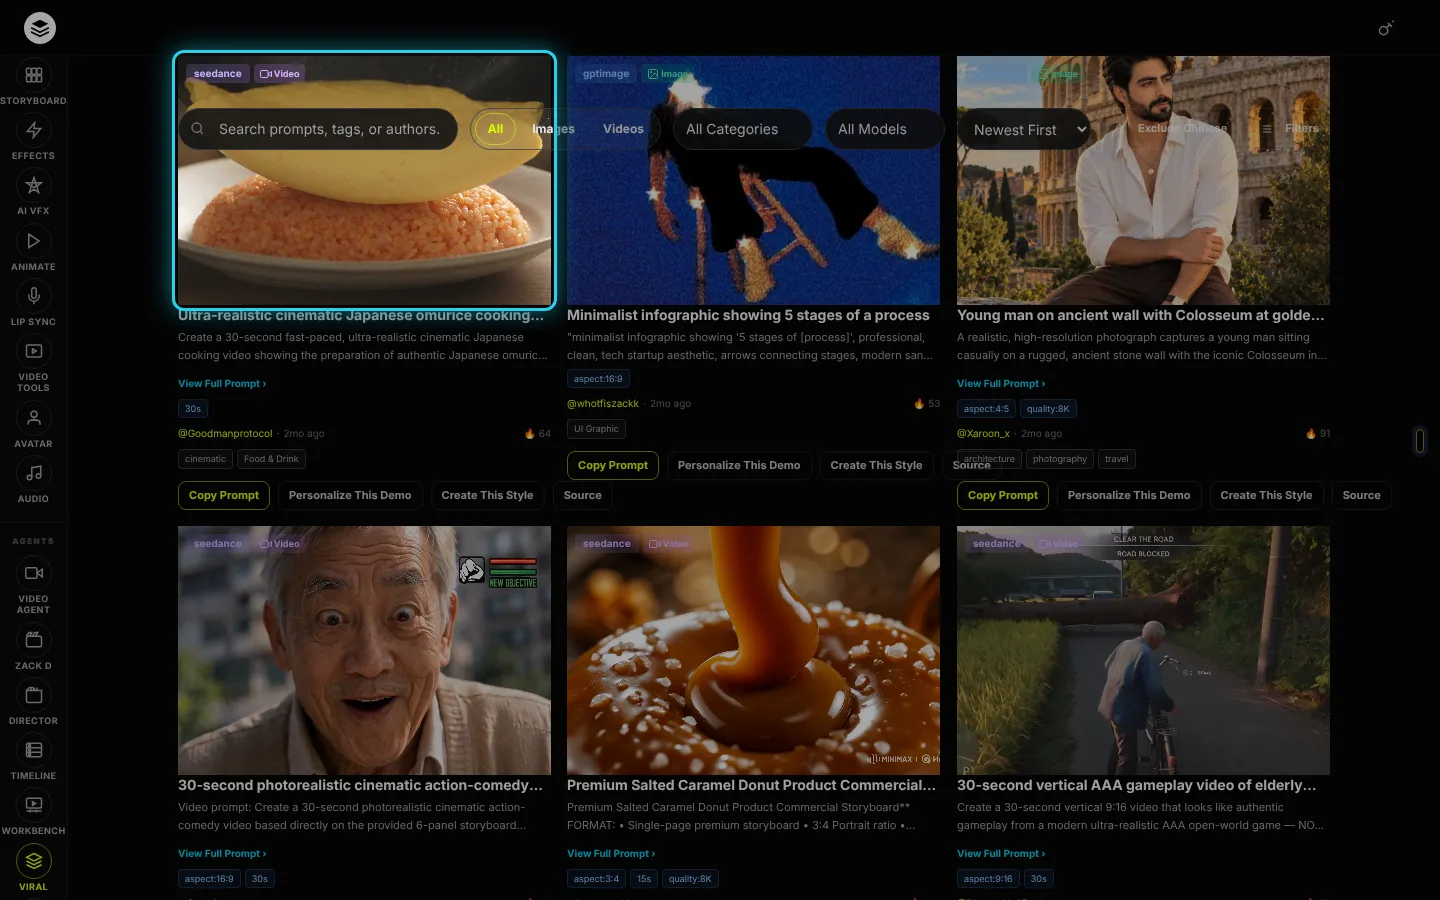 STORYBOARD
EFFECTS
AI VFX
ANIMATE
LIP SYNC
VIDEO
TOOLS
AVATAR
AUDIO
AGENTS
VIDEO
AGENT
ZACK D
DIRECTOR
TIMELINE
WORKBENCH
VIRAL
Search prompts, tags, or authors.
All
Images
Videos
All Categories
All Models
Newest First
Exclude Chinese
Filters
seedance
Video
Ultra-realistic cinematic Japanese omurice cooking...
Create a 30-second fast-paced, ultra-realistic cinematic Japanese
cooking video showing the preparation of authentic Japanese omuric...
View Full Prompt ›
30s
@Goodmanprotocol · 2mo ago
64
cinematic
Food & Drink
Copy Prompt
Personalize This Demo
Create This Style
Source
gptimage
Image
Minimalist infographic showing 5 stages of a process
"minimalist infographic showing '5 stages of [process]', professional,
clean, tech startup aesthetic, arrows connecting stages, modern san...
aspect:16:9
@whotfiszackk · 2mo ago
53
UI Graphic
Copy Prompt
Personalize This Demo
Create This Style
Source
Image
Young man on ancient wall with Colosseum at golde...
A realistic, high-resolution photograph captures a young man sitting
casually on a rugged, ancient stone wall with the iconic Colosseum in...
View Full Prompt ›
aspect:4:5
quality:8K
@Xaroon_x · 2mo ago
91
architecture
photography
travel
Copy Prompt
Personalize This Demo
Create This Style
Source
seedance
Video
NEW OBJECTIVE
30-second photorealistic cinematic action-comedy...
Video prompt: Create a 30-second photorealistic cinematic action-
comedy video based directly on the provided 6-panel storyboard...
View Full Prompt ›
aspect:16:9
30s
seedance
Video
MINIMAX
Premium Salted Caramel Donut Product Commercial...
Premium Salted Caramel Donut Product Commercial Storyboard**
FORMAT: • Single-page premium storyboard • 3:4 Portrait ratio •...
View Full Prompt ›
aspect:3:4
15s
quality:8K
seedance
Video
CLEAR THE ROAD
ROAD BLOCKED
30-second vertical AAA gameplay video of elderly...
Create a 30-second vertical 9:16 video that looks like authentic
gameplay from a modern ultra-realistic AAA open-world game — NO...
View Full Prompt ›
aspect:9:16
30s